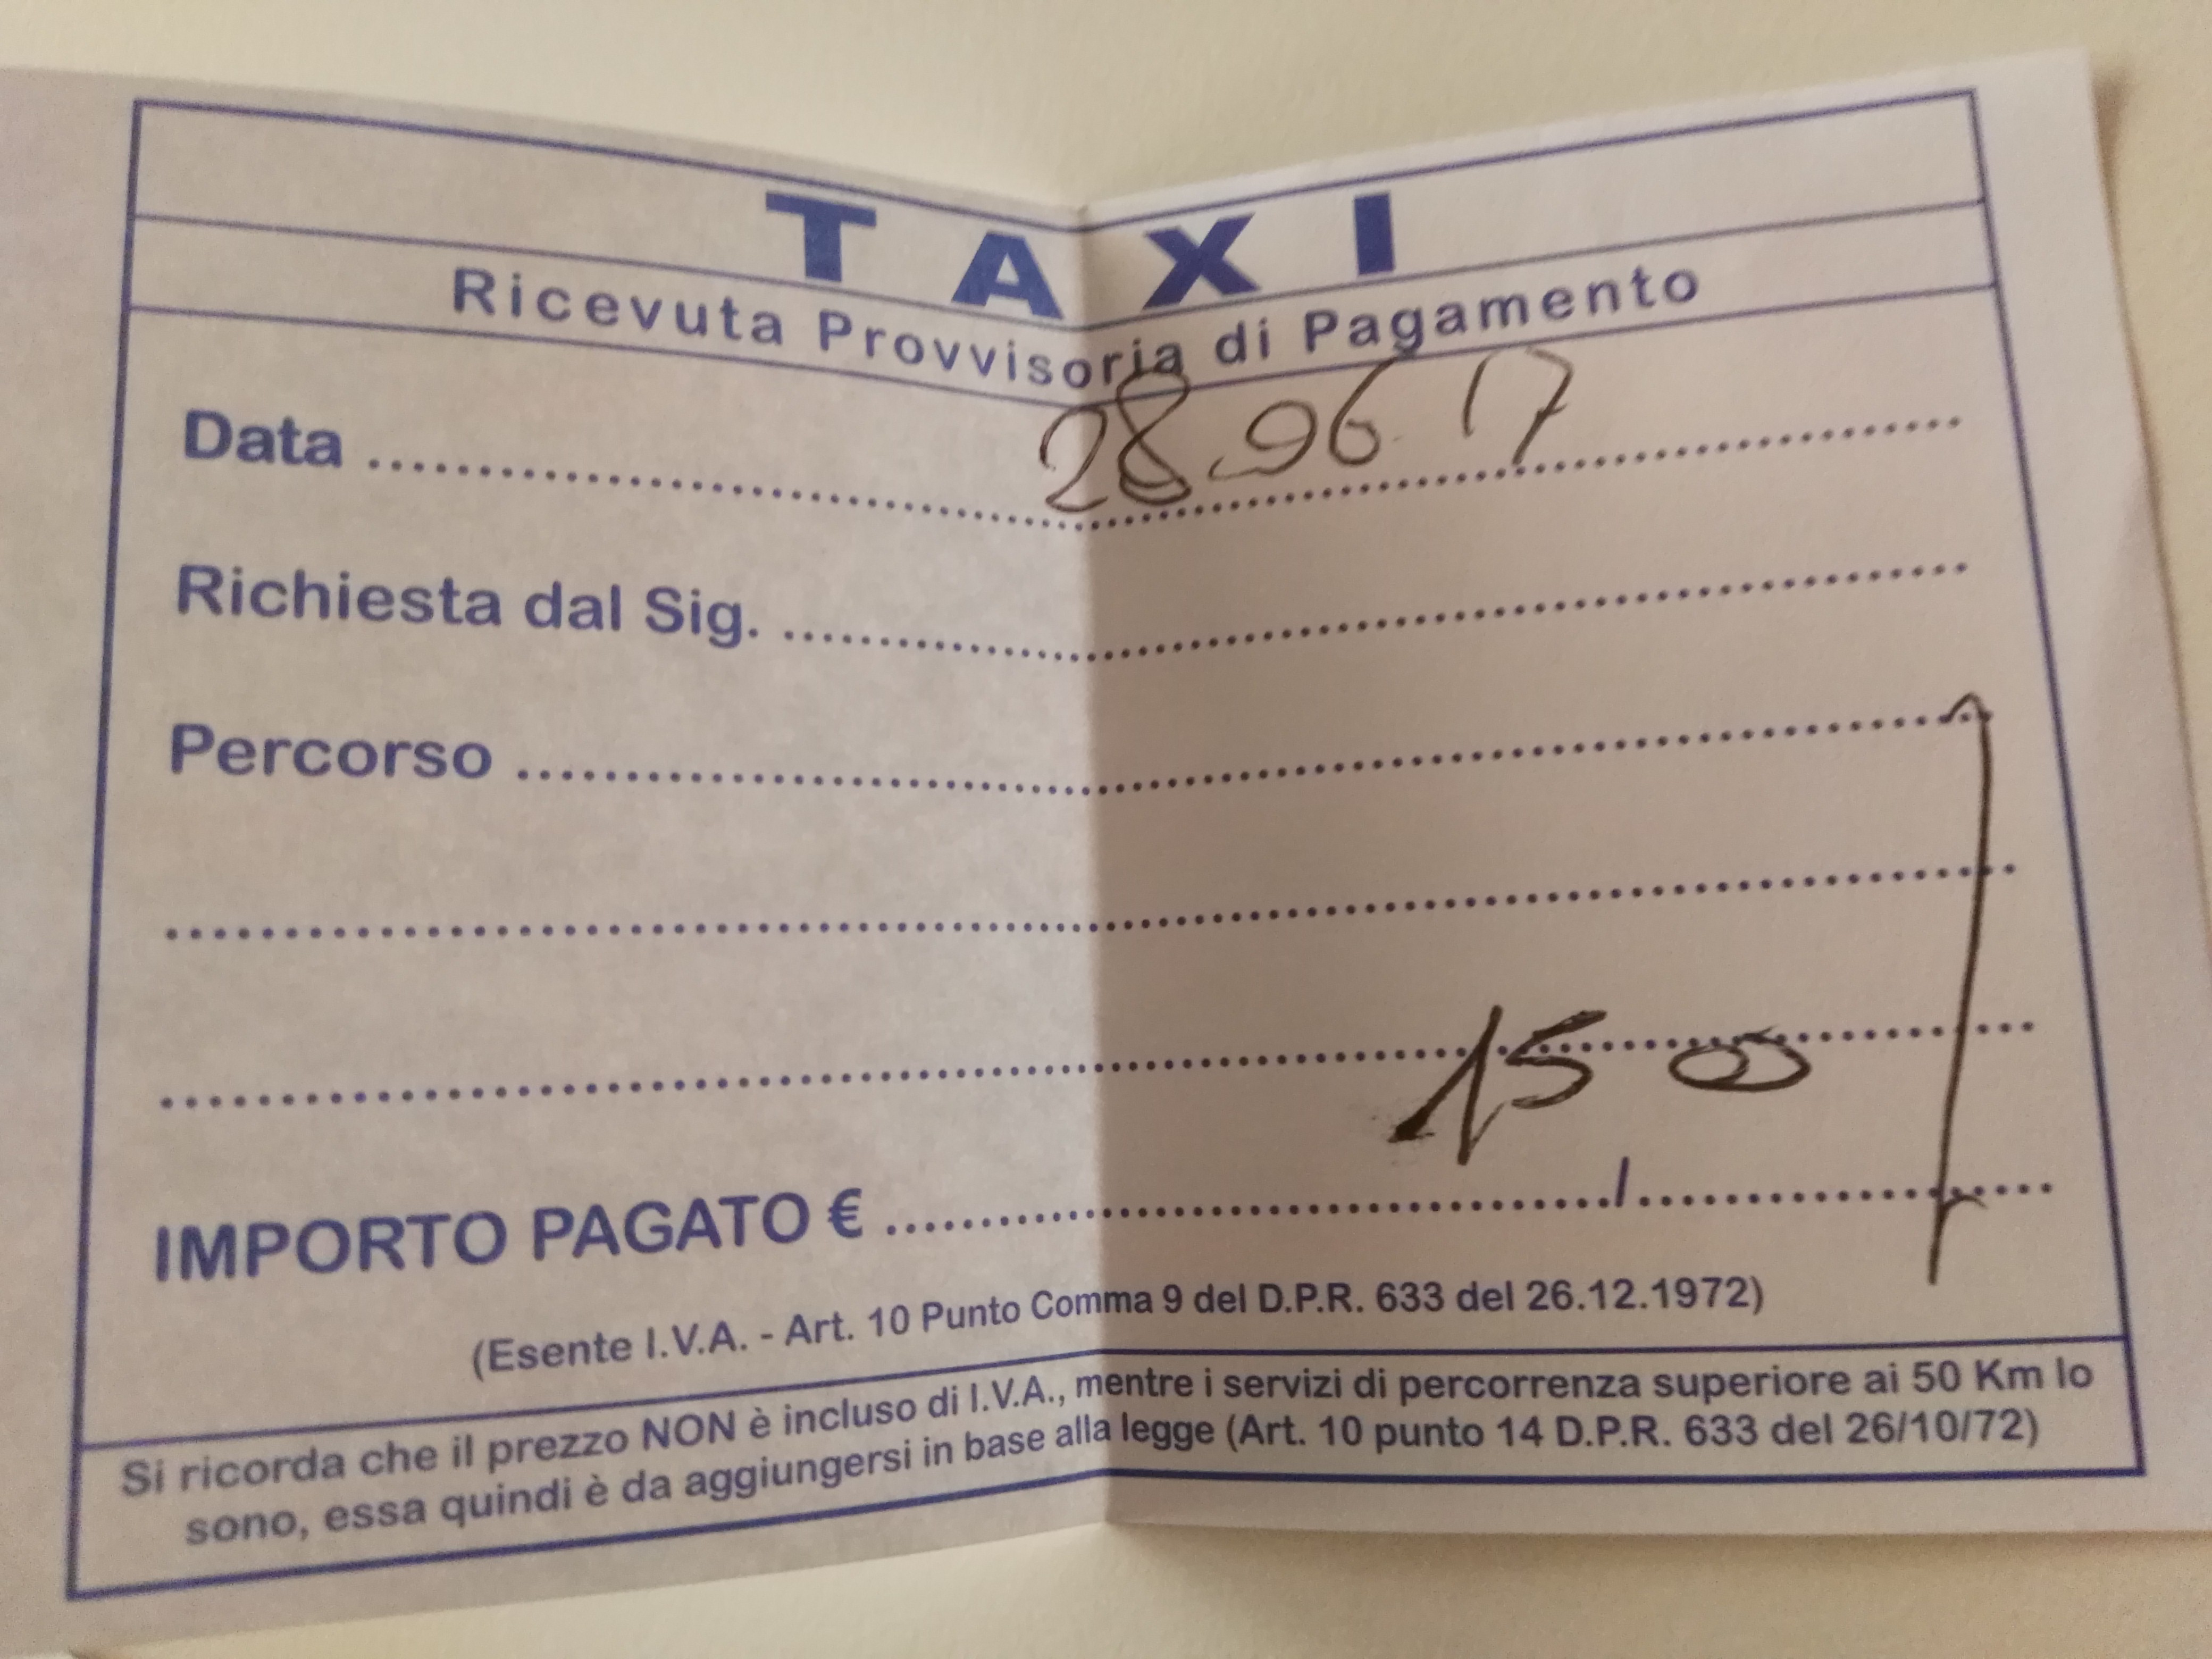 TAXI
Ricevuta Provvisoria di Pagamento
Data .................... 28.06.17
Richiesta dal Sig. ....................
Percorso ....................
IMPORTO PAGATO € .......... 15,00
(Esente I.V.A. - Art. 10 Punto Comma 9 del D.P.R. 633 del 26.12.1972)
Si ricorda che il prezzo NON è incluso di I.V.A., mentre i servizi di percorrenza superiore ai 50 Km lo
sono, essa quindi è da aggiungersi in base alla legge (Art. 10 punto 14 D.P.R. 633 del 26/10/72)